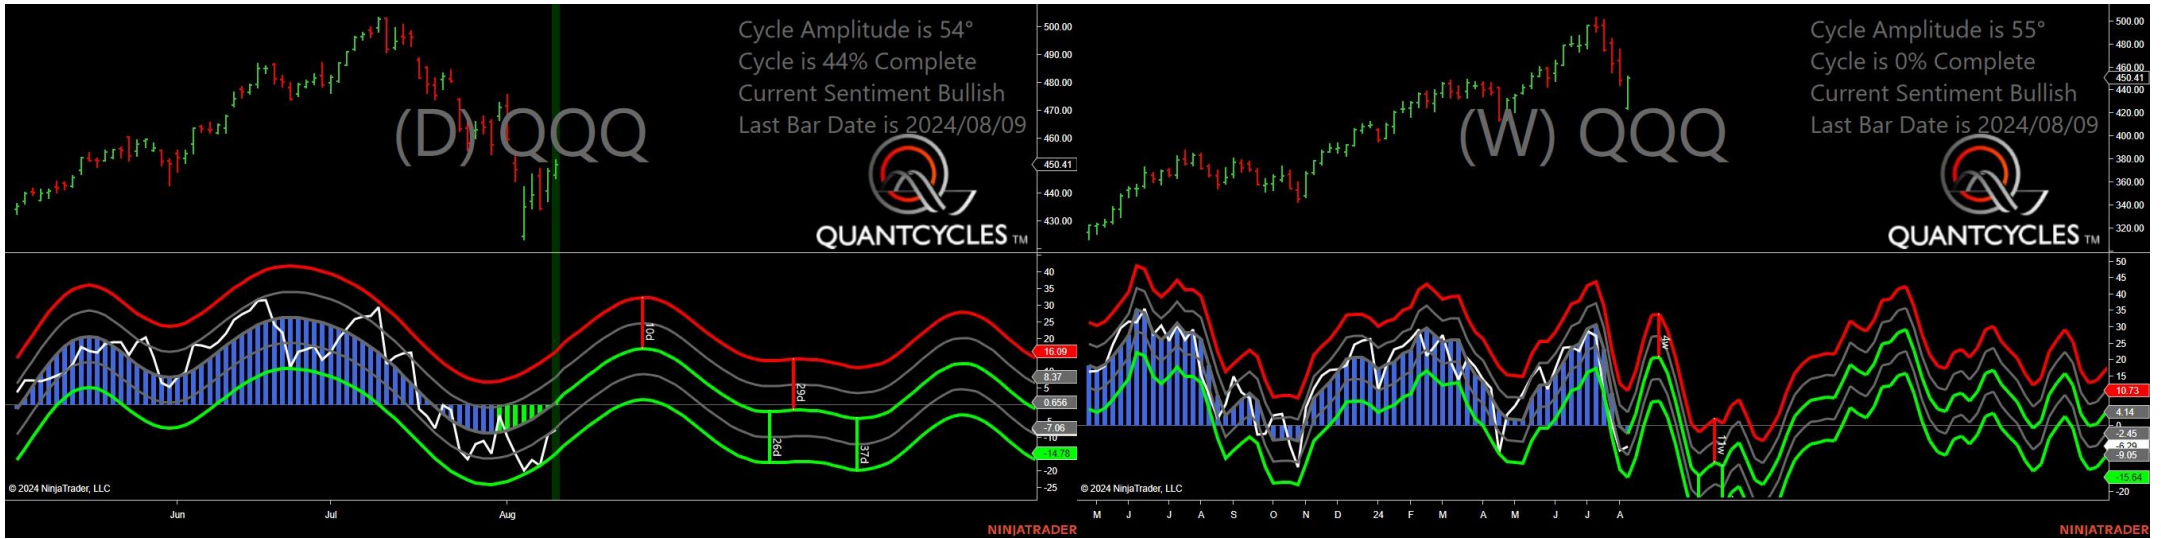 Cycle Amplitude is 54°
Cycle is 44% Complete
Current Sentiment Bullish
Last Bar Date is 2024/08/09
(D) QQQ
QUANTCYCLES TM
500.00
490.00
480.00
470.00
460.00
450.41
440.00
430.00
40
35
30
25
20
16.09
8.37
5
0.656
-7.06
-10
-14.78
-20
-25
10d
29d
26d
37d
© 2024 NinjaTrader, LLC
Jun
Jul
Aug
NINJATRADER
Cycle Amplitude is 55°
Cycle is 0% Complete
Current Sentiment Bullish
Last Bar Date is 2024/08/09
(W) QQQ
QUANTCYCLES TM
500.00
480.00
460.00
450.41
440.00
420.00
400.00
380.00
360.00
340.00
320.00
50
45
40
35
30
25
20
15
10.73
4.14
-2.45
-6.29
-9.05
-15.64
-20
4w
11w
© 2024 NinjaTrader, LLC
M J J A S O N D 24 F M A M J J A
NINJATRADER